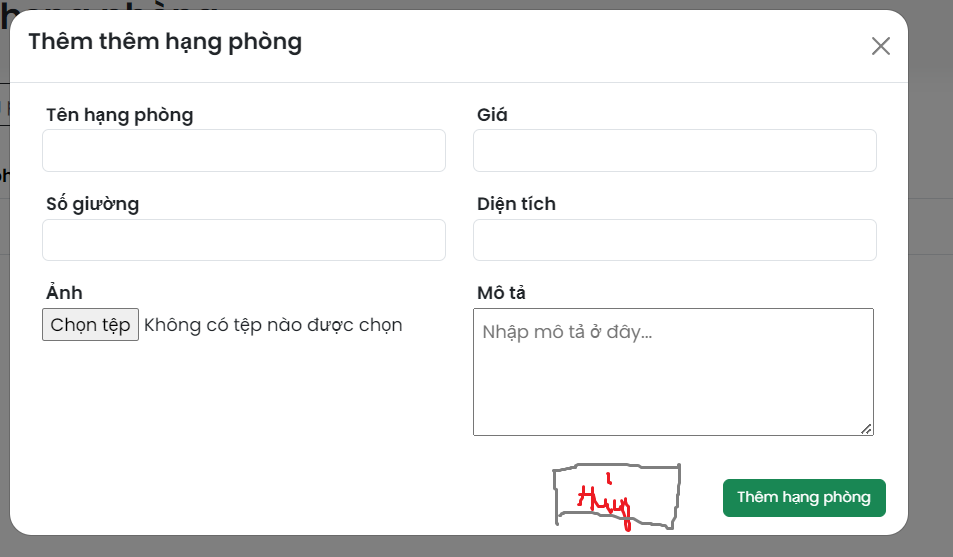 Thêm thêm hạng phòng
Tên hạng phòng
Giá
Số giường
Diện tích
Ảnh
Mô tả
Chọn tệp Không có tệp nào được chọn
Nhập mô tả ở đây...
Hủy
Thêm hạng phòng